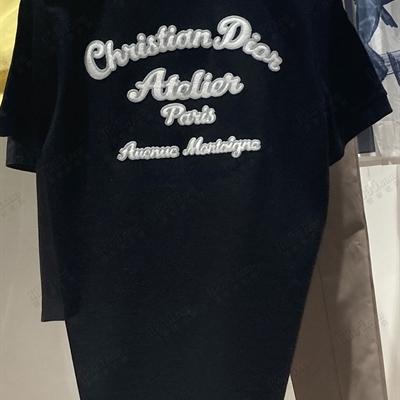 Christian Dior
Atelier
Paris
Avenue Montaigne